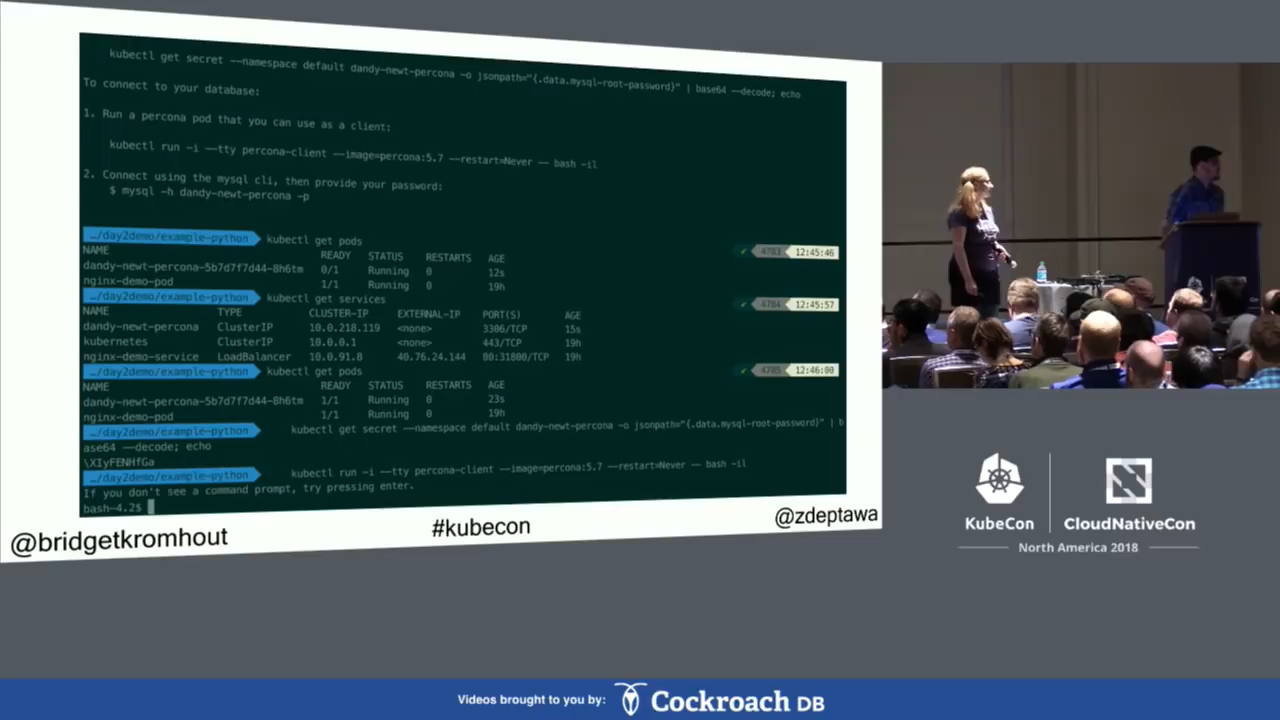 kubectl get secret --namespace default dandy-newt-percona -o jsonpath="{.data.mysql-root-password}" | base64 --decode; echo
To connect to your database:
1. Run a percona pod that you can use as a client:
kubectl run -i --tty percona-client --image=percona:5.7 --restart=Never -- bash -il
2. Connect using the mysql cli, then provide your password:
$ mysql -h dandy-newt-percona -p
…/day2demo/example-python kubectl get pods ✓ 4783 12:45:46
NAME READY STATUS RESTARTS AGE
dandy-newt-percona-5b7d7f7d44-8h6tm 0/1 Running 0 12s
nginx-demo-pod 1/1 Running 0 19h
…/day2demo/example-python kubectl get services ✓ 4784 12:45:57
NAME TYPE CLUSTER-IP EXTERNAL-IP PORT(S) AGE
dandy-newt-percona ClusterIP 10.0.218.119 <none> 3306/TCP 15s
kubernetes ClusterIP 10.0.0.1 <none> 443/TCP 19h
nginx-demo-service LoadBalancer 10.0.91.8 40.76.24.144 80:31800/TCP 19h
…/day2demo/example-python kubectl get pods ✓ 4785 12:46:00
NAME READY STATUS RESTARTS AGE
dandy-newt-percona-5b7d7f7d44-8h6tm 1/1 Running 0 23s
nginx-demo-pod 1/1 Running 0 19h
…/day2demo/example-python kubectl get secret --namespace default dandy-newt-percona -o jsonpath="{.data.mysql-root-password}" | b
ase64 --decode; echo
\XIyFENHfGa
…/day2demo/example-python kubectl run -i --tty percona-client --image=percona:5.7 --restart=Never -- bash -il
If you don't see a command prompt, try pressing enter.
bash-4.2$
@bridgetkromhout
#kubecon
@zdeptawa
KubeCon
CloudNativeCon
North America 2018
Videos brought to you by:
Cockroach DB